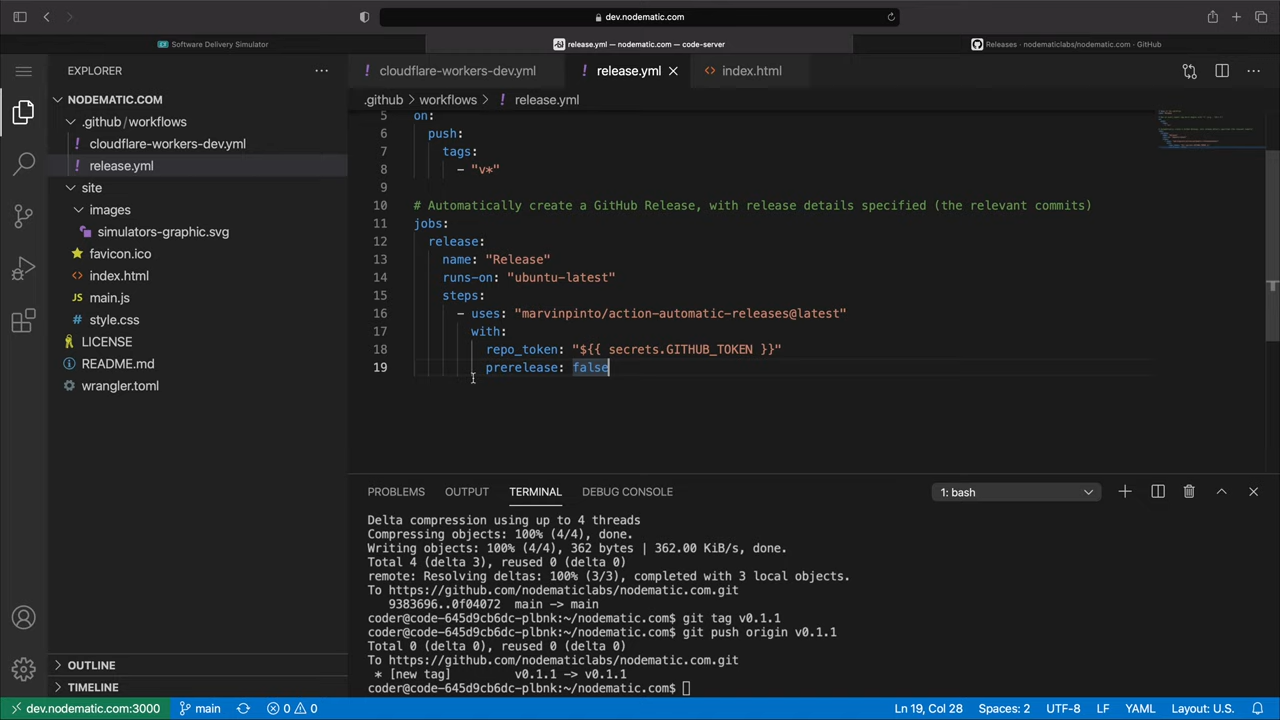 dev.nodematic.com
Software Delivery Simulator
release.yml — nodematic.com — code-server
Releases · nodematiclabs/nodematic.com · GitHub
EXPLORER
cloudflare-workers-dev.yml
release.yml
index.html
NODEMATIC.COM
.github / workflows
cloudflare-workers-dev.yml
release.yml
site
images
simulators-graphic.svg
favicon.ico
index.html
JS main.js
style.css
LICENSE
README.md
wrangler.toml
OUTLINE
TIMELINE
.github > workflows > release.yml
5 on:
6 push:
7 tags:
8 - "v*"
9
10 # Automatically create a GitHub Release, with release details specified (the relevant commits)
11 jobs:
12 release:
13 name: "Release"
14 runs-on: "ubuntu-latest"
15 steps:
16 - uses: "marvinpinto/action-automatic-releases@latest"
17 with:
18 repo_token: "${{ secrets.GITHUB_TOKEN }}"
19 prerelease: false
PROBLEMS OUTPUT TERMINAL DEBUG CONSOLE
1: bash
Delta compression using up to 4 threads
Compressing objects: 100% (4/4), done.
Writing objects: 100% (4/4), 362 bytes | 362.00 KiB/s, done.
Total 4 (delta 3), reused 0 (delta 0)
remote: Resolving deltas: 100% (3/3), completed with 3 local objects.
To https://github.com/nodematiclabs/nodematic.com.git
9383696..0f04072 main -> main
coder@code-645d9cb6dc-plbnk:~/nodematic.com$ git tag v0.1.1
coder@code-645d9cb6dc-plbnk:~/nodematic.com$ git push origin v0.1.1
Total 0 (delta 0), reused 0 (delta 0)
To https://github.com/nodematiclabs/nodematic.com.git
* [new tag] v0.1.1 -> v0.1.1
coder@code-645d9cb6dc-plbnk:~/nodematic.com$
dev.nodematic.com:3000 main 0 0 Ln 19, Col 28 Spaces: 2 UTF-8 LF YAML Layout: U.S.